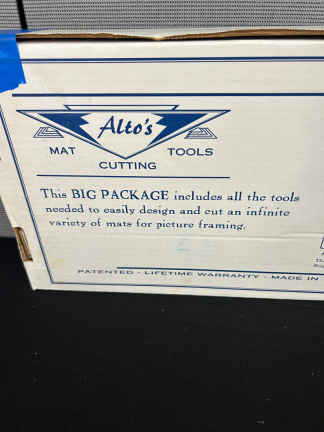 Alto's
MAT
TOOLS
CUTTING
This BIG PACKAGE includes all the tools
needed to easily design and cut an infinite
variety of mats for picture framing.
PATENTED - LIFETIME WARRANTY - MADE IN